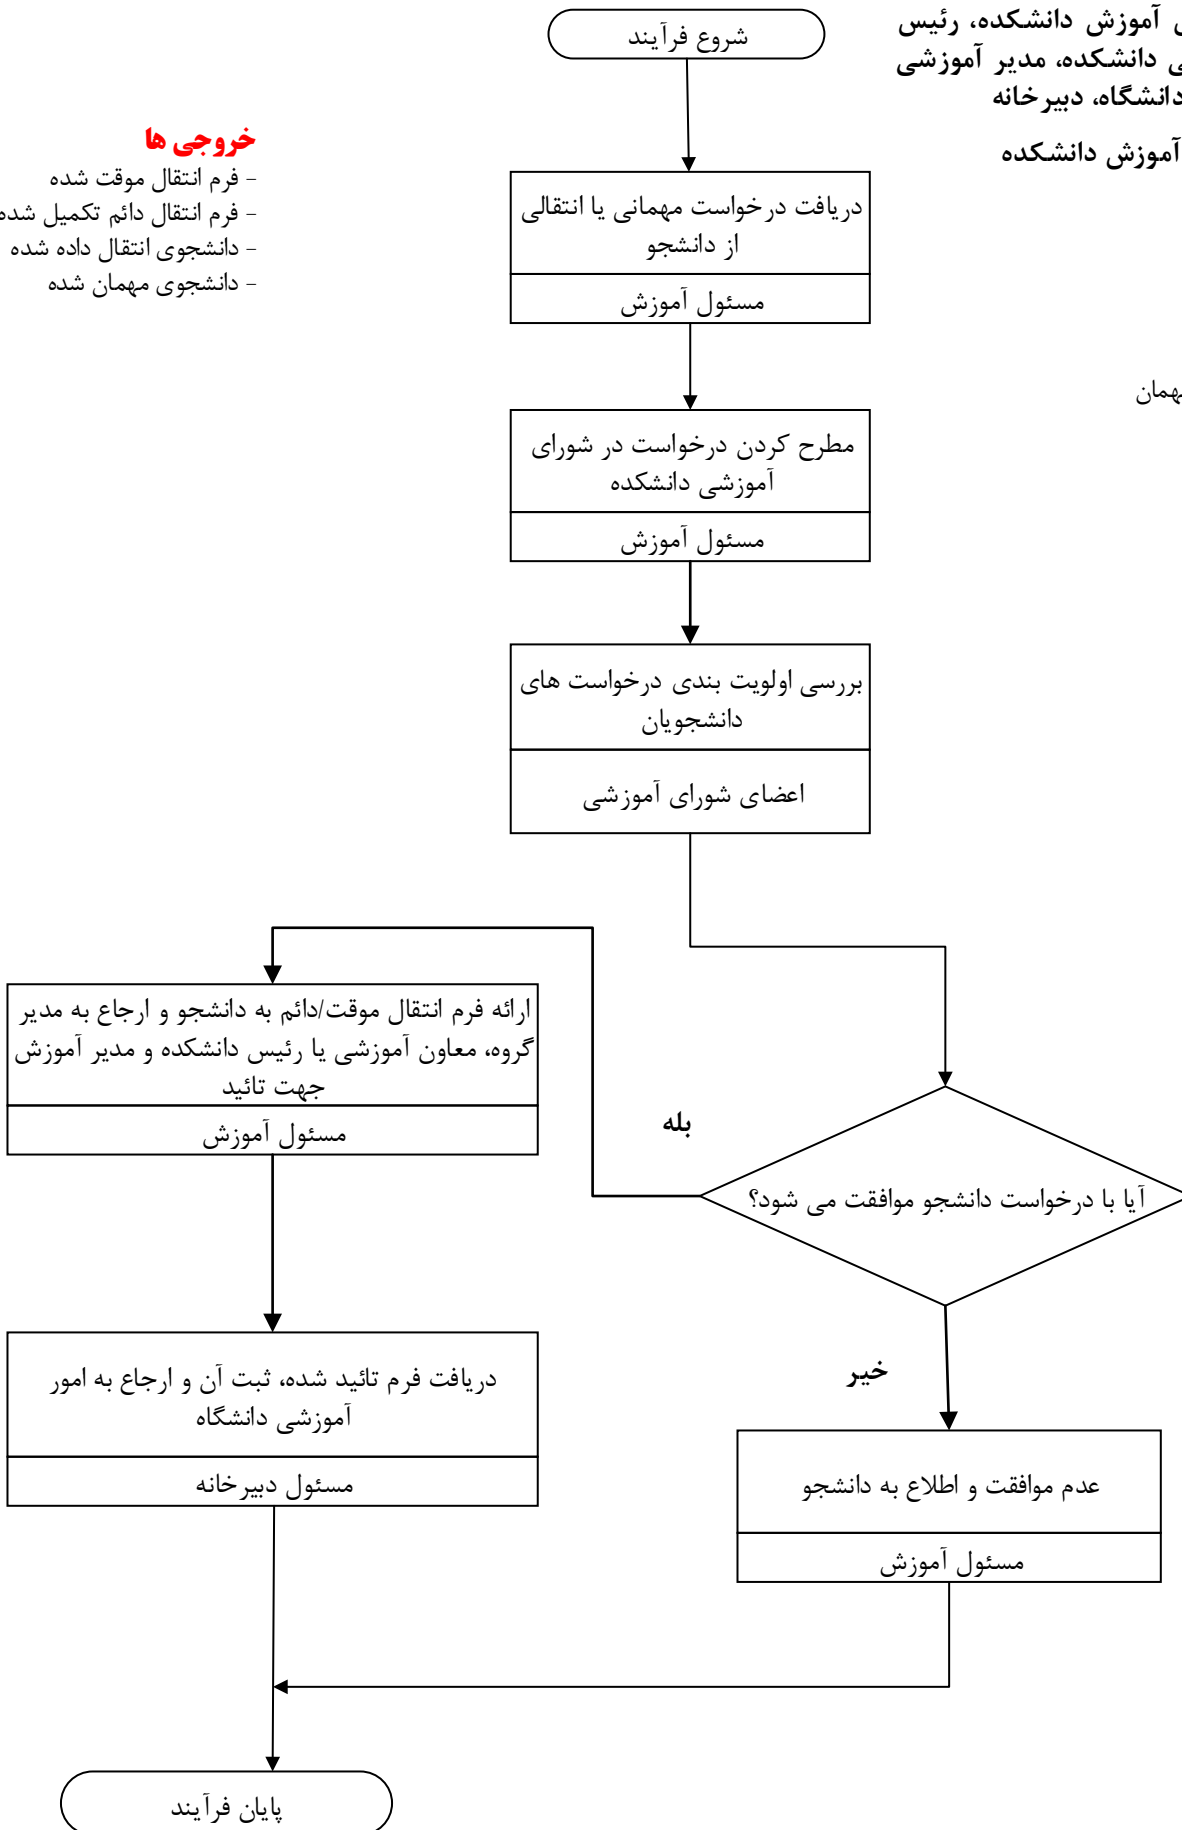 آموزش دانشکده، رئیس
دانشکده، مدیر آموزشی
دانشگاه، دبیرخانه
آموزش دانشکده
خروجی ها
- فرم انتقال موقت شده
- فرم انتقال دائم تکمیل شده
- دانشجوی انتقال داده شده
- دانشجوی مهمان شده
شروع فرآیند
دریافت درخواست مهمانی یا انتقالی
از دانشجو
مسئول آموزش
مطرح کردن درخواست در شورای
آموزشی دانشکده
مسئول آموزش
بررسی اولویت بندی درخواست های
دانشجویان
اعضای شورای آموزشی
آیا با درخواست دانشجو موافقت می شود؟
بله
ارائه فرم انتقال موقت/دائم به دانشجو و ارجاع به مدیر
گروه، معاون آموزشی یا رئیس دانشکده و مدیر آموزش
جهت تائید
مسئول آموزش
دریافت فرم تائید شده، ثبت آن و ارجاع به امور
آموزشی دانشگاه
مسئول دبیرخانه
خیر
عدم موافقت و اطلاع به دانشجو
مسئول آموزش
پایان فرآیند